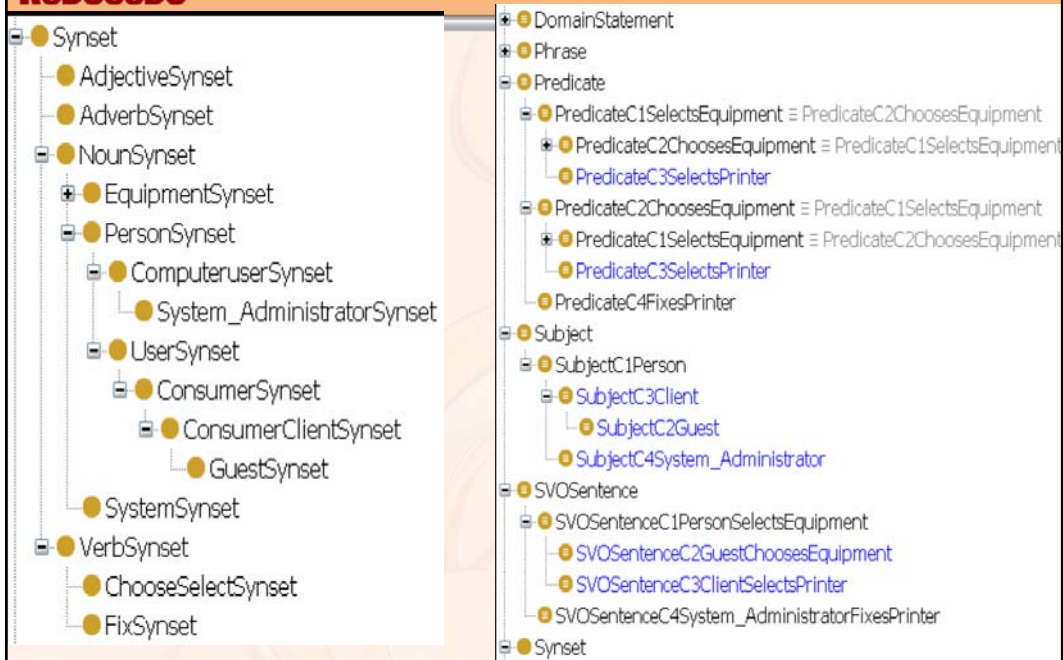 Synset
AdjectiveSynset
AdverbSynset
NounSynset
EquipmentSynset
PersonSynset
ComputeruserSynset
System_AdministratorSynset
UserSynset
ConsumerSynset
ConsumerClientSynset
GuestSynset
SystemSynset
VerbSynset
ChooseSelectSynset
FixSynset
DomainStatement
Phrase
Predicate
PredicateC1SelectsEquipment ≡ PredicateC2ChoosesEquipment
PredicateC2ChoosesEquipment ≡ PredicateC1SelectsEquipment
PredicateC3SelectsPrinter
PredicateC2ChoosesEquipment ≡ PredicateC1SelectsEquipment
PredicateC1SelectsEquipment ≡ PredicateC2ChoosesEquipment
PredicateC3SelectsPrinter
PredicateC4FixesPrinter
Subject
SubjectC1Person
SubjectC3Client
SubjectC2Guest
SubjectC4System_Administrator
SVOSentence
SVOSentenceC1PersonSelectsEquipment
SVOSentenceC2GuestChoosesEquipment
SVOSentenceC3ClientSelectsPrinter
SVOSentenceC4System_AdministratorFixesPrinter
Synset